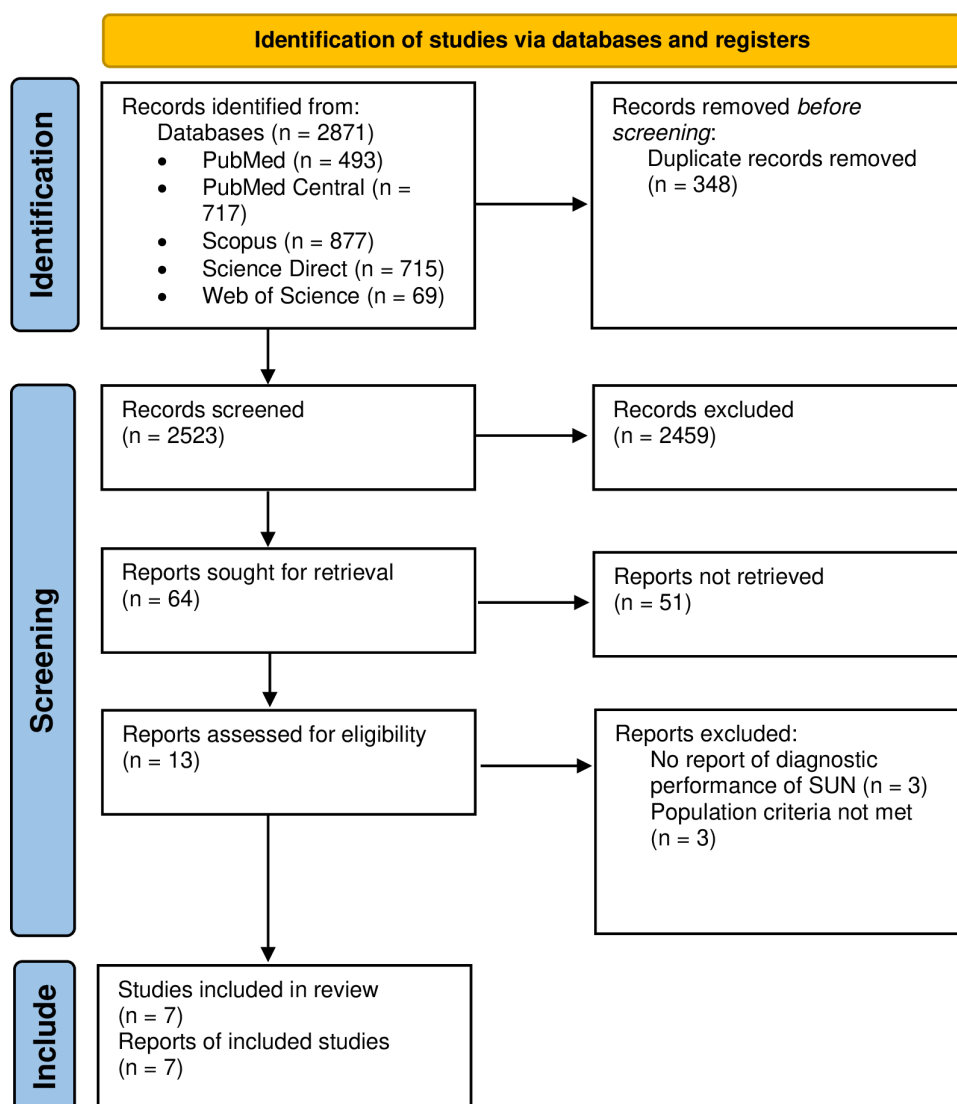 Identification of studies via databases and registers
Identification
Records identified from:
Databases (n = 2871)
• PubMed (n = 493)
• PubMed Central (n =
717)
• Scopus (n = 877)
• Science Direct (n = 715)
• Web of Science (n = 69)
Records removed before
screening:
Duplicate records removed
(n = 348)
Screening
Records screened
(n = 2523)
Records excluded
(n = 2459)
Reports sought for retrieval
(n = 64)
Reports not retrieved
(n = 51)
Reports assessed for eligibility
(n = 13)
Reports excluded:
No report of diagnostic
performance of SUN (n = 3)
Population criteria not met
(n = 3)
Include
Studies included in review
(n = 7)
Reports of included studies
(n = 7)